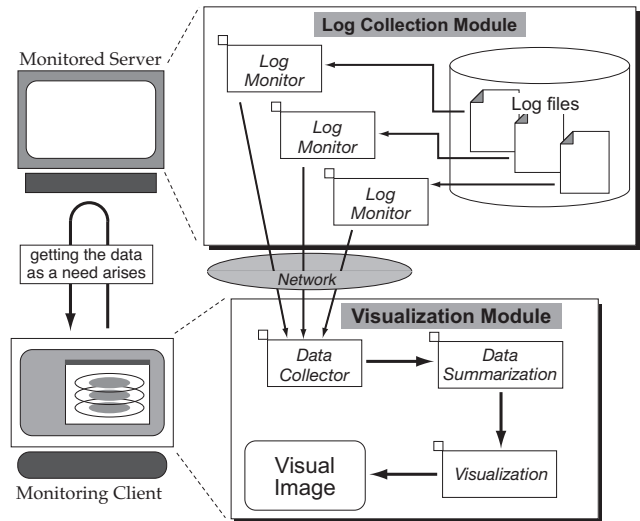 Log Collection Module
Monitored Server
Log
Monitor
Log files
Log
Monitor
Log
Monitor
getting the data
as a need arises
Network
Visualization Module
Data
Collector
Data
Summarization
Visual
Image
Visualization
Monitoring Client